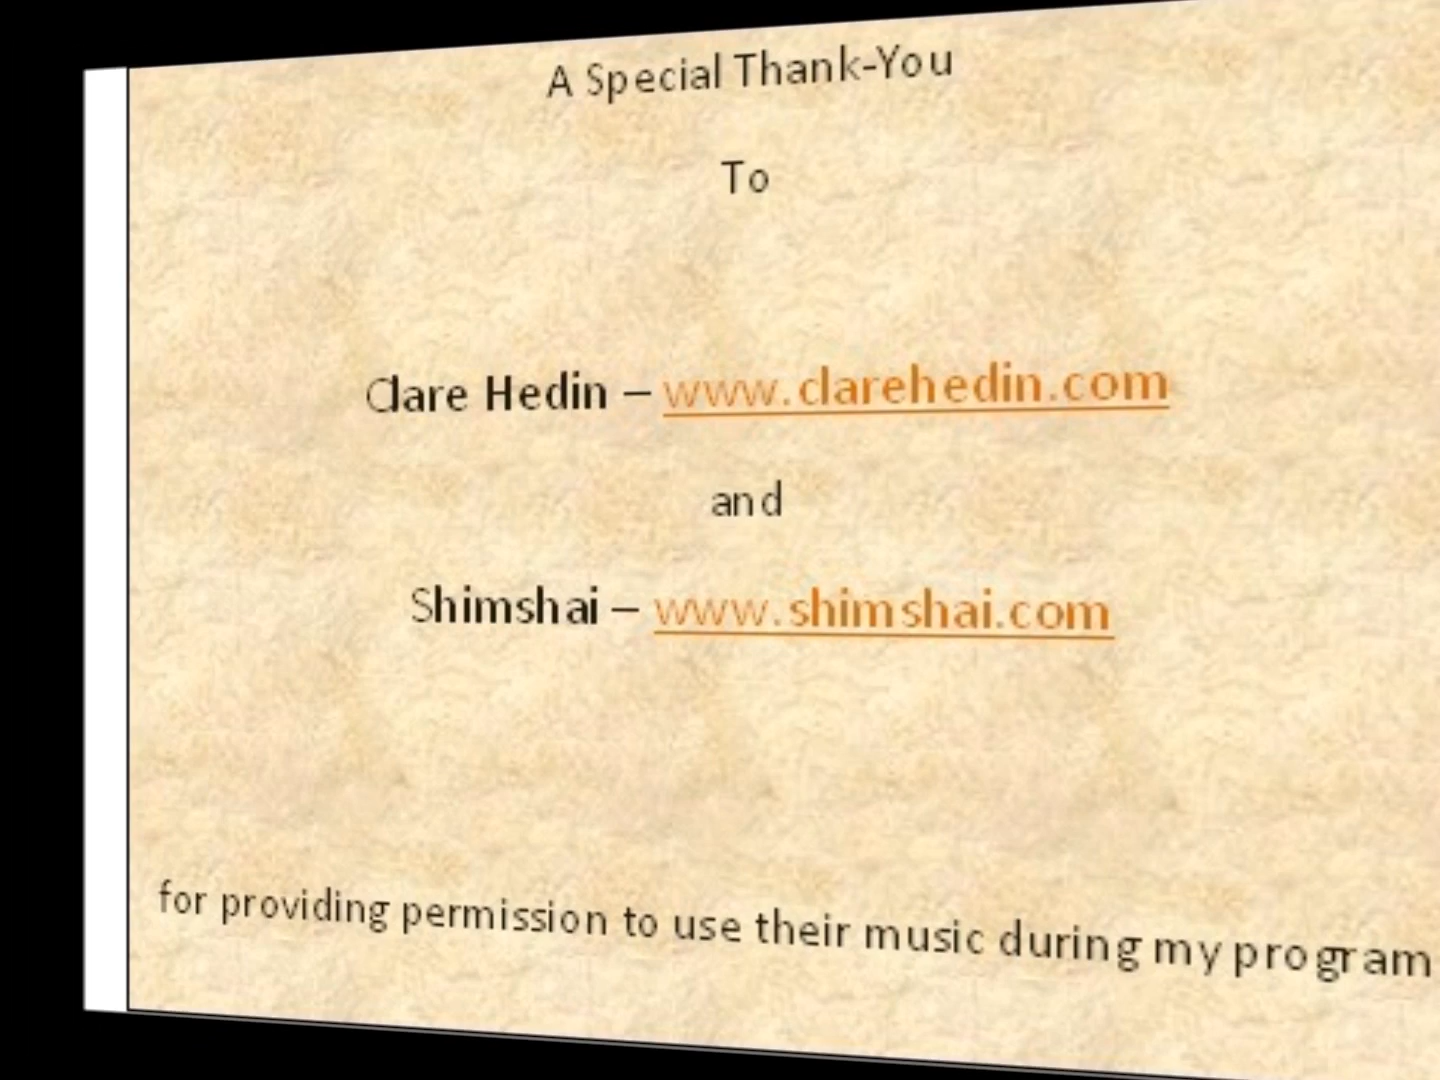 A Special Thank-You
To
Clare Hedin – www.clarehedin.com
and
Shimshai – www.shimshai.com
for providing permission to use their music during my program